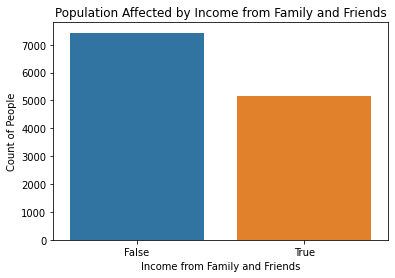 Population Affected by Income from Family and Friends
Count of People
7000
6000
5000
4000
3000
2000
1000
0
False
True
Income from Family and Friends